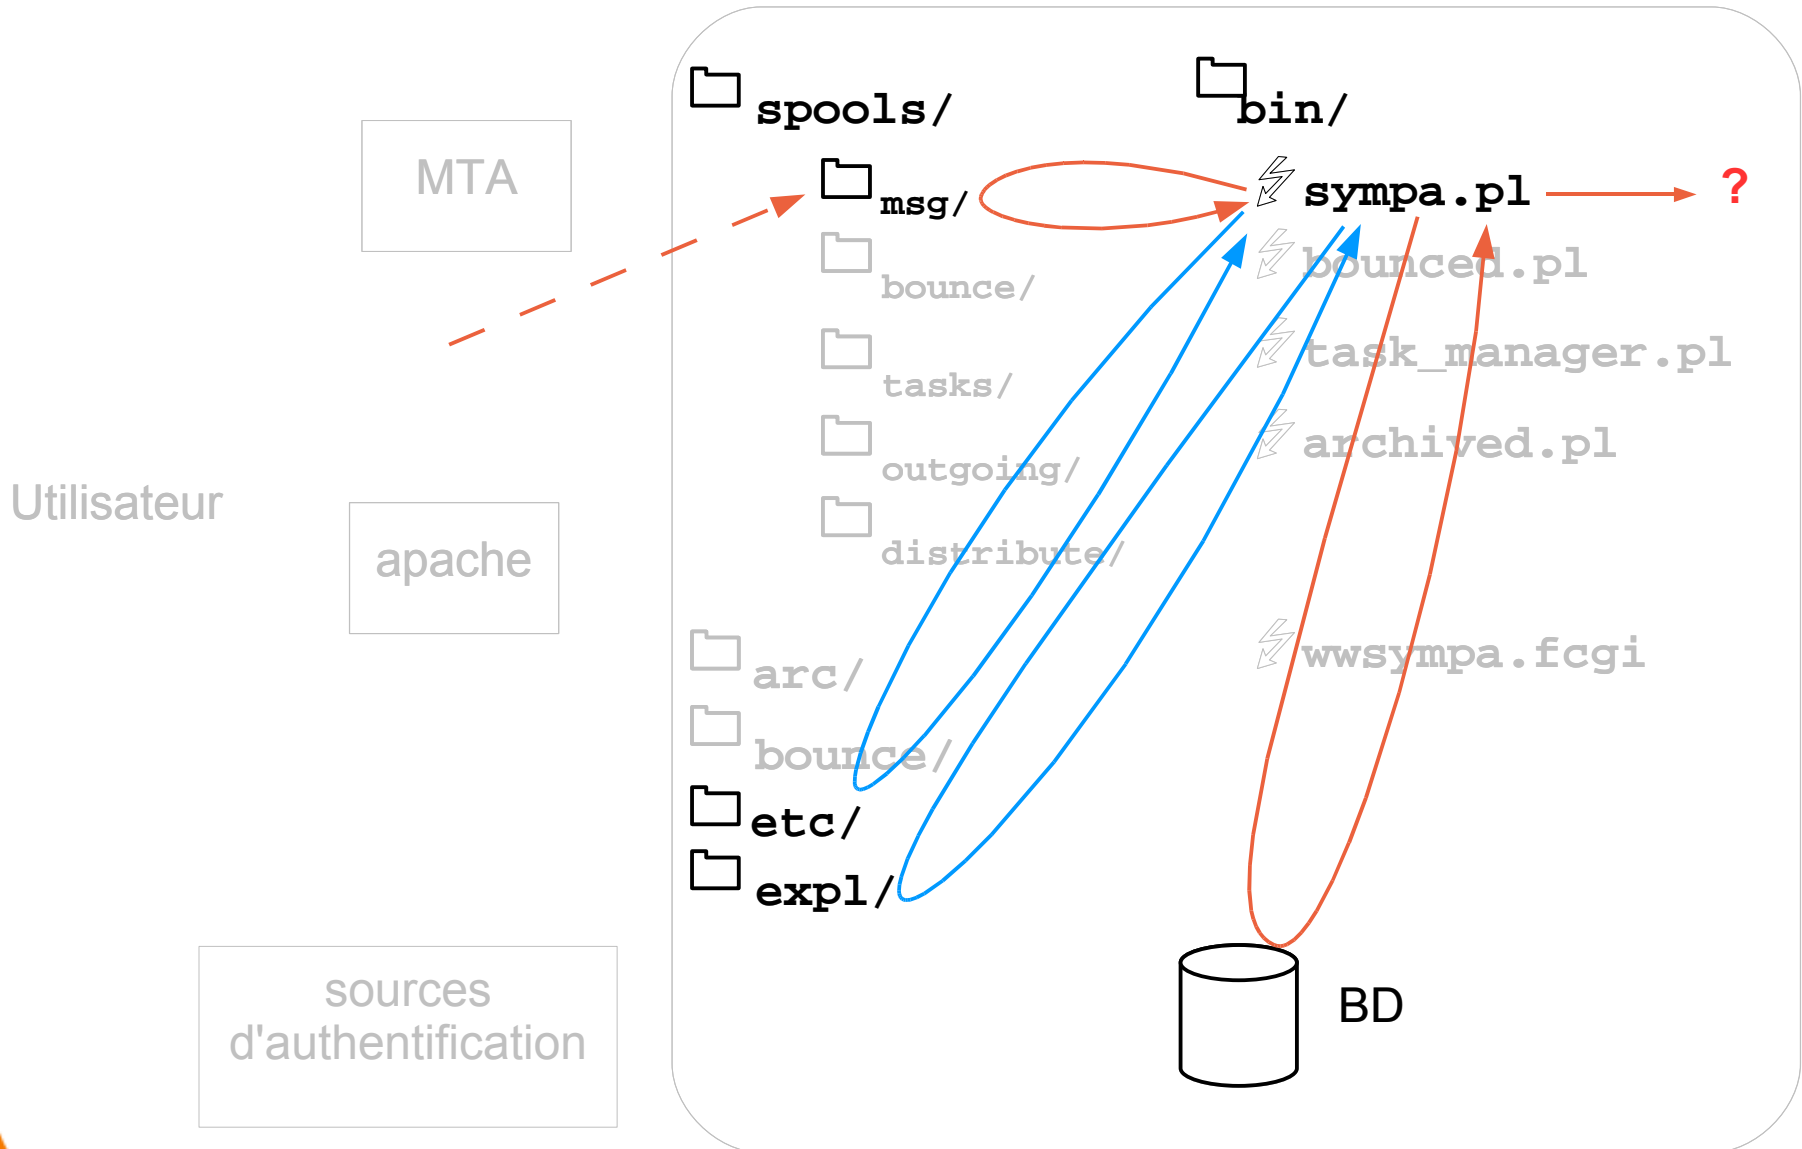 spools/
bin/
MTA
msg/
sympa.pl
?
bounce/
bounced.pl
tasks/
task_manager.pl
outgoing/
archived.pl
Utilisateur
apache
distribute/
arc/
wwsympa.fcgi
bounce/
etc/
expl/
sources
d'authentification
BD